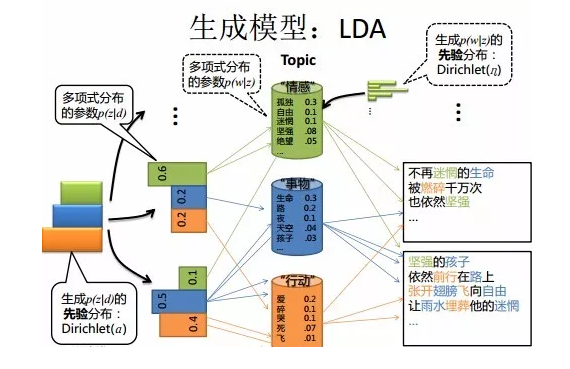 生成模型：LDA
Topic
多项式分布
的参数p(w|z)
生成p(w|z)的
先验分布：
Dirichlet(η)
多项式分布
的参数p(z|d)
...
...
...
“情感”
孤独 0.3
自由 0.1
迷惘 0.1
坚强 .08
绝望 .05
...
“事物”
生命 0.3
路 0.2
夜 0.1
天空 .04
孩子 .03
...
“行动”
爱 0.2
碎 0.1
哭 0.1
死 .07
飞 .01
0.6
0.2
0.2
0.1
0.5
0.4
生成p(z|d)的
先验分布：
Dirichlet(a)
不再迷惘的生命
被燃碎千万次
也依然坚强
...
坚强的孩子
依然前行在路上
张开翅膀飞向自由
让雨水埋葬他的迷惘
...